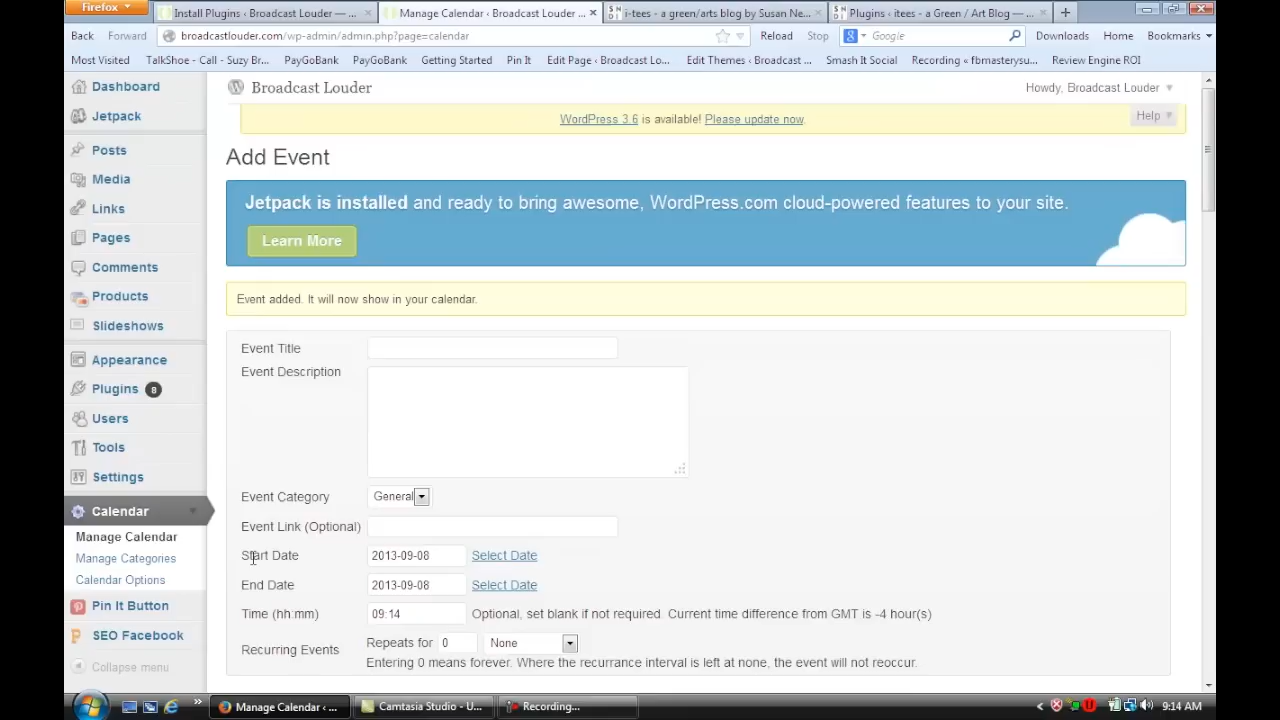 Firefox
Install Plugins ‹ Broadcast Louder — ...
Manage Calendar ‹ Broadcast Louder ...
i-tees - a green/arts blog by Susan Ne...
Plugins ‹ itees - a Green / Art Blog — ...
Back Forward broadcastlouder.com/wp-admin/admin.php?page=calendar Reload Stop Google Downloads Home Bookmarks
Most Visited TalkShoe - Call - Suzy Br... PayGoBank PayGoBank Getting Started Pin It Edit Page ‹ Broadcast Lo... Edit Themes ‹ Broadcast ... Smash It Social Recording « fbmasterysu... Review Engine ROI
Dashboard
Jetpack
Posts
Media
Links
Pages
Comments
Products
Slideshows
Appearance
Plugins 8
Users
Tools
Settings
Calendar
Manage Calendar
Manage Categories
Calendar Options
Pin It Button
SEO Facebook
Collapse menu
Broadcast Louder
Howdy, Broadcast Louder
WordPress 3.6 is available! Please update now.
Help
Add Event
Jetpack is installed and ready to bring awesome, WordPress.com cloud-powered features to your site.
Learn More
Event added. It will now show in your calendar.
Event Title
Event Description
Event Category General
Event Link (Optional)
Start Date 2013-09-08 Select Date
End Date 2013-09-08 Select Date
Time (hh:mm) 09:14 Optional, set blank if not required. Current time difference from GMT is -4 hour(s)
Recurring Events Repeats for 0 None
Entering 0 means forever. Where the recurrance interval is left at none, the event will not reoccur.
Manage Calendar ‹ ...
Camtasia Studio - U...
Recording...
9:14 AM